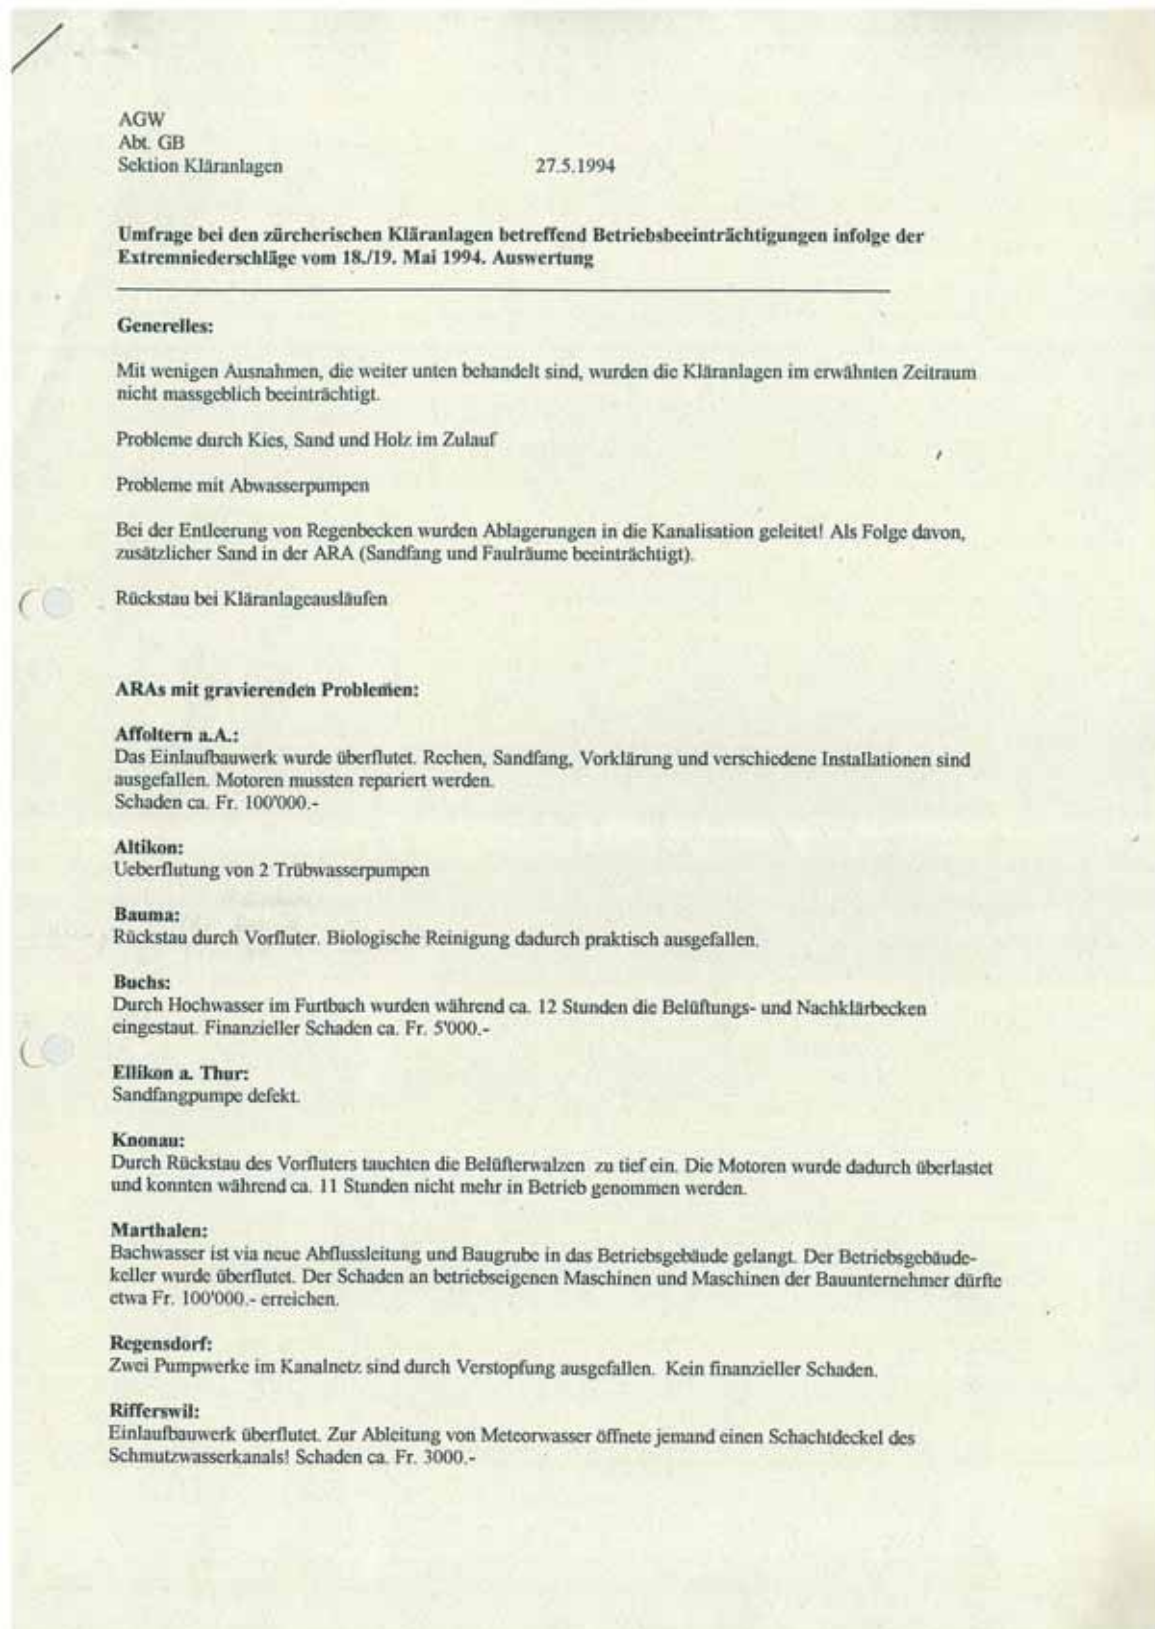 AGW
Abt. GB
Sektion Kläranlagen 27.5.1994
Umfrage bei den zürcherischen Kläranlagen betreffend Betriebsbeeinträchtigungen infolge der
Extremniederschläge vom 18./19. Mai 1994. Auswertung
Generelles:
Mit wenigen Ausnahmen, die weiter unten behandelt sind, wurden die Kläranlagen im erwähnten Zeitraum
nicht massgeblich beeinträchtigt.
Probleme durch Kies, Sand und Holz im Zulauf
Probleme mit Abwasserpumpen
Bei der Entleerung von Regenbecken wurden Ablagerungen in die Kanalisation geleitet! Als Folge davon,
zusätzlicher Sand in der ARA (Sandfang und Faulräume beeinträchtigt).
Rückstau bei Kläranlageausläufen
ARAs mit gravierenden Problemen:
Affoltern a.A.:
Das Einlaufbauwerk wurde überflutet. Rechen, Sandfang, Vorklärung und verschiedene Installationen sind
ausgefallen. Motoren mussten repariert werden.
Schaden ca. Fr. 100'000.-
Altikon:
Ueberflutung von 2 Trübwasserpumpen
Bauma:
Rückstau durch Vorfluter. Biologische Reinigung dadurch praktisch ausgefallen.
Buchs:
Durch Hochwasser im Furtbach wurden während ca. 12 Stunden die Belüftungs- und Nachklärbecken
eingestaut. Finanzieller Schaden ca. Fr. 5'000.-
Ellikon a. Thur:
Sandfangpumpe defekt.
Knonau:
Durch Rückstau des Vorfluters tauchten die Belüfterwalzen zu tief ein. Die Motoren wurde dadurch überlastet
und konnten während ca. 11 Stunden nicht mehr in Betrieb genommen werden.
Marthalen:
Bachwasser ist via neue Abflussleitung und Baugrube in das Betriebsgebäude gelangt. Der Betriebsgebäude-
keller wurde überflutet. Der Schaden an betriebseigenen Maschinen und Maschinen der Bauunternehmer dürfte
etwa Fr. 100'000.- erreichen.
Regensdorf:
Zwei Pumpwerke im Kanalnetz sind durch Verstopfung ausgefallen. Kein finanzieller Schaden.
Rifferswil:
Einlaufbauwerk überflutet. Zur Ableitung von Meteorwasser öffnete jemand einen Schachtdeckel des
Schmutzwasserkanals! Schaden ca. Fr. 3000.-